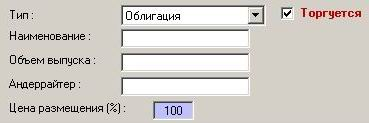 Тип : Облигация Торгуется
Наименование :
Объем выпуска :
Андеррайтер :
Цена размещения (%) : 100